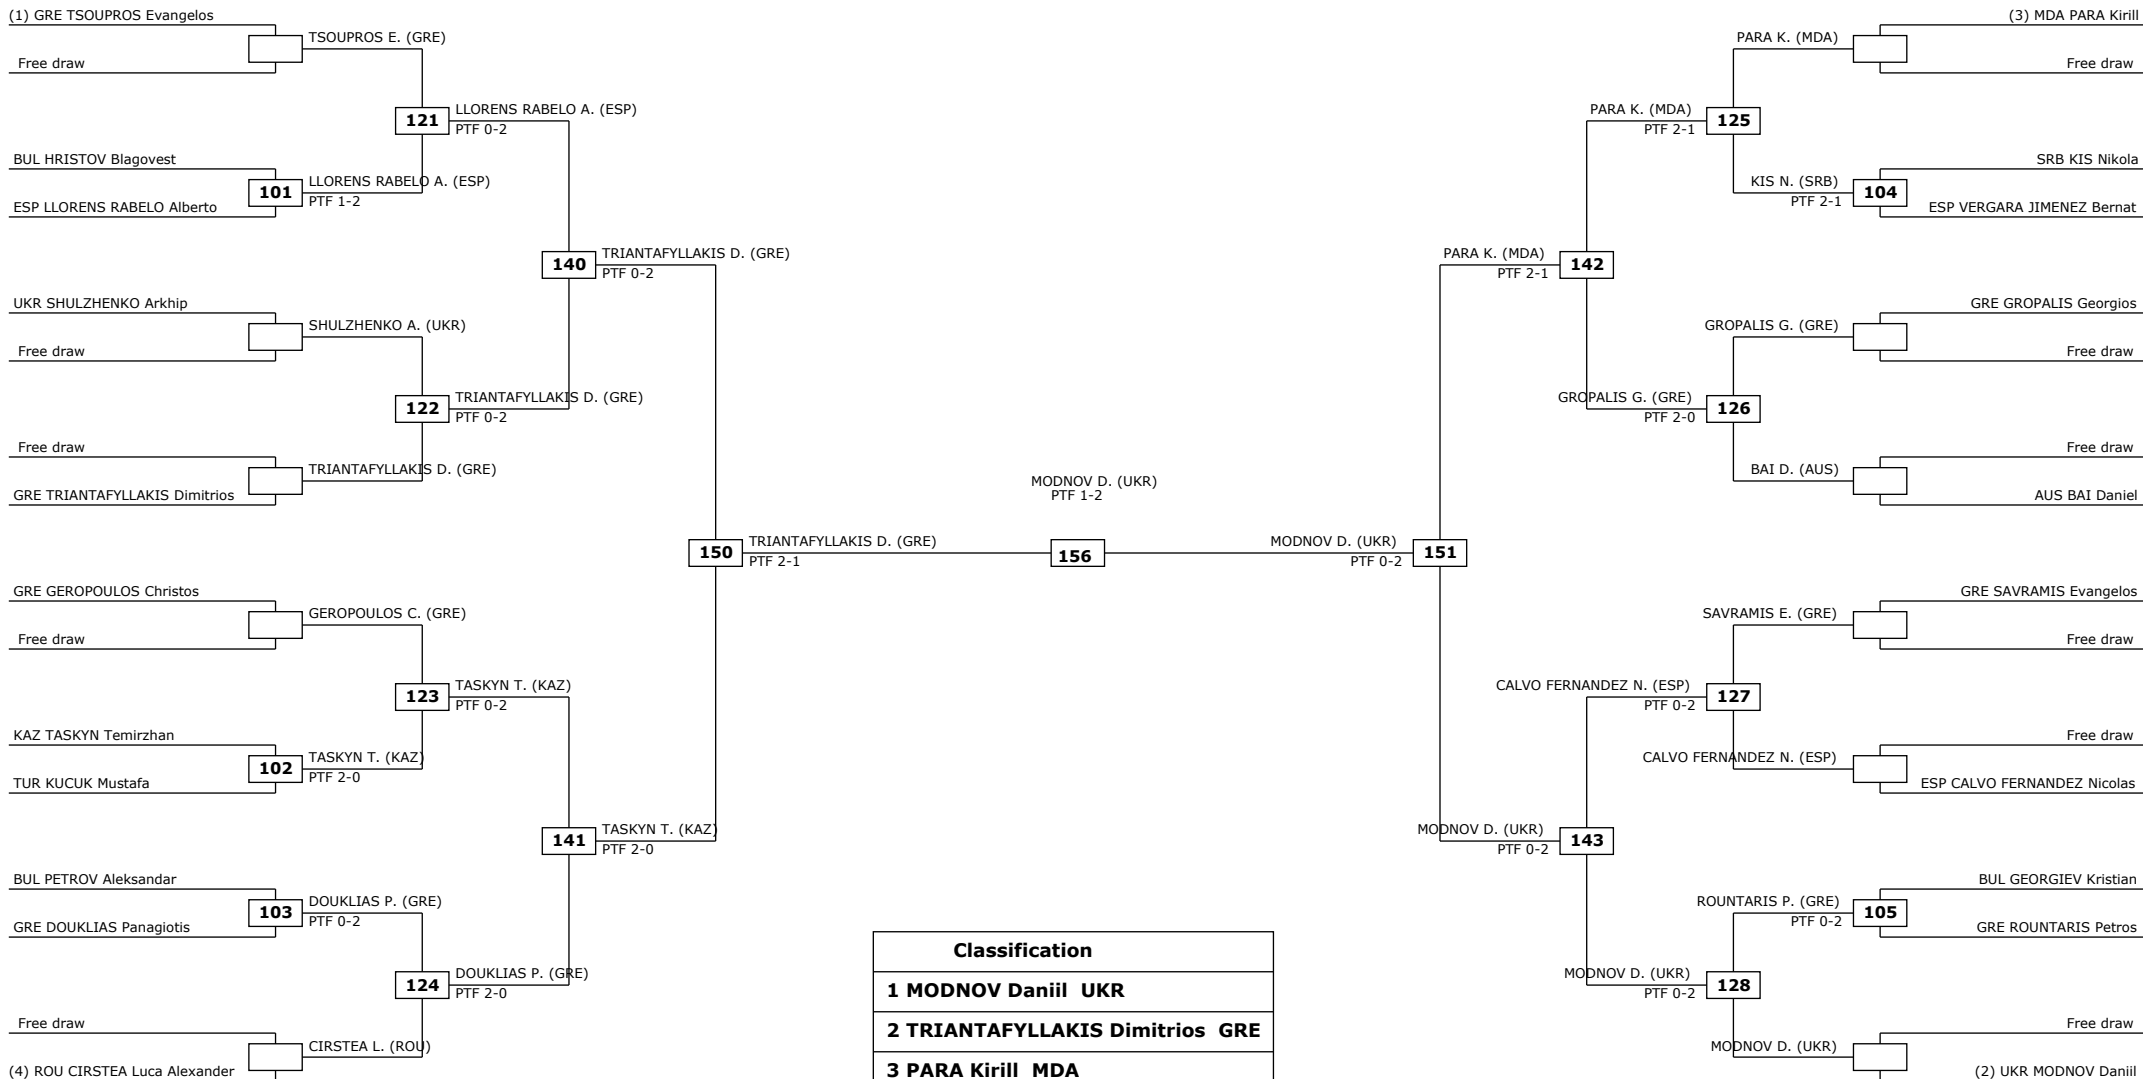 (1) GRE TSOUPROS Evangelos
TSOUPROS E. (GRE)
Free draw
121
LLORENS RABELO A. (ESP)
PTF 0-2
BUL HRISTOV Blagovest
101
LLORENS RABELO A. (ESP)
PTF 1-2
ESP LLORENS RABELO Alberto
140
TRIANTAFYLLAKIS D. (GRE)
PTF 0-2
UKR SHULZHENKO Arkhip
SHULZHENKO A. (UKR)
Free draw
122
TRIANTAFYLLAKIS D. (GRE)
PTF 0-2
Free draw
TRIANTAFYLLAKIS D. (GRE)
GRE TRIANTAFYLLAKIS Dimitrios
150
TRIANTAFYLLAKIS D. (GRE)
PTF 2-1
GRE GEROPOULOS Christos
GEROPOULOS C. (GRE)
Free draw
123
TASKYN T. (KAZ)
PTF 0-2
KAZ TASKYN Temirzhan
102
TASKYN T. (KAZ)
PTF 2-0
TUR KUCUK Mustafa
141
TASKYN T. (KAZ)
PTF 2-0
BUL PETROV Aleksandar
103
DOUKLIAS P. (GRE)
PTF 0-2
GRE DOUKLIAS Panagiotis
124
DOUKLIAS P. (GRE)
PTF 2-0
Free draw
CIRSTEA L. (ROU)
(4) ROU CIRSTEA Luca Alexander
MODNOV D. (UKR)
PTF 1-2
156
Classification
1 MODNOV Daniil UKR
2 TRIANTAFYLLAKIS Dimitrios GRE
3 PARA Kirill MDA
(3) MDA PARA Kirill
PARA K. (MDA)
Free draw
PARA K. (MDA)
PTF 2-1
125
SRB KIS Nikola
KIS N. (SRB)
PTF 2-1
104
ESP VERGARA JIMENEZ Bernat
PARA K. (MDA)
PTF 2-1
142
GRE GROPALIS Georgios
GROPALIS G. (GRE)
Free draw
GROPALIS G. (GRE)
PTF 2-0
126
Free draw
BAI D. (AUS)
AUS BAI Daniel
MODNOV D. (UKR)
PTF 0-2
151
GRE SAVRAMIS Evangelos
SAVRAMIS E. (GRE)
Free draw
CALVO FERNANDEZ N. (ESP)
PTF 0-2
127
Free draw
CALVO FERNANDEZ N. (ESP)
ESP CALVO FERNANDEZ Nicolas
MODNOV D. (UKR)
PTF 0-2
143
BUL GEORGIEV Kristian
ROUNTARIS P. (GRE)
PTF 0-2
105
GRE ROUNTARIS Petros
MODNOV D. (UKR)
PTF 0-2
128
Free draw
MODNOV D. (UKR)
(2) UKR MODNOV Daniil